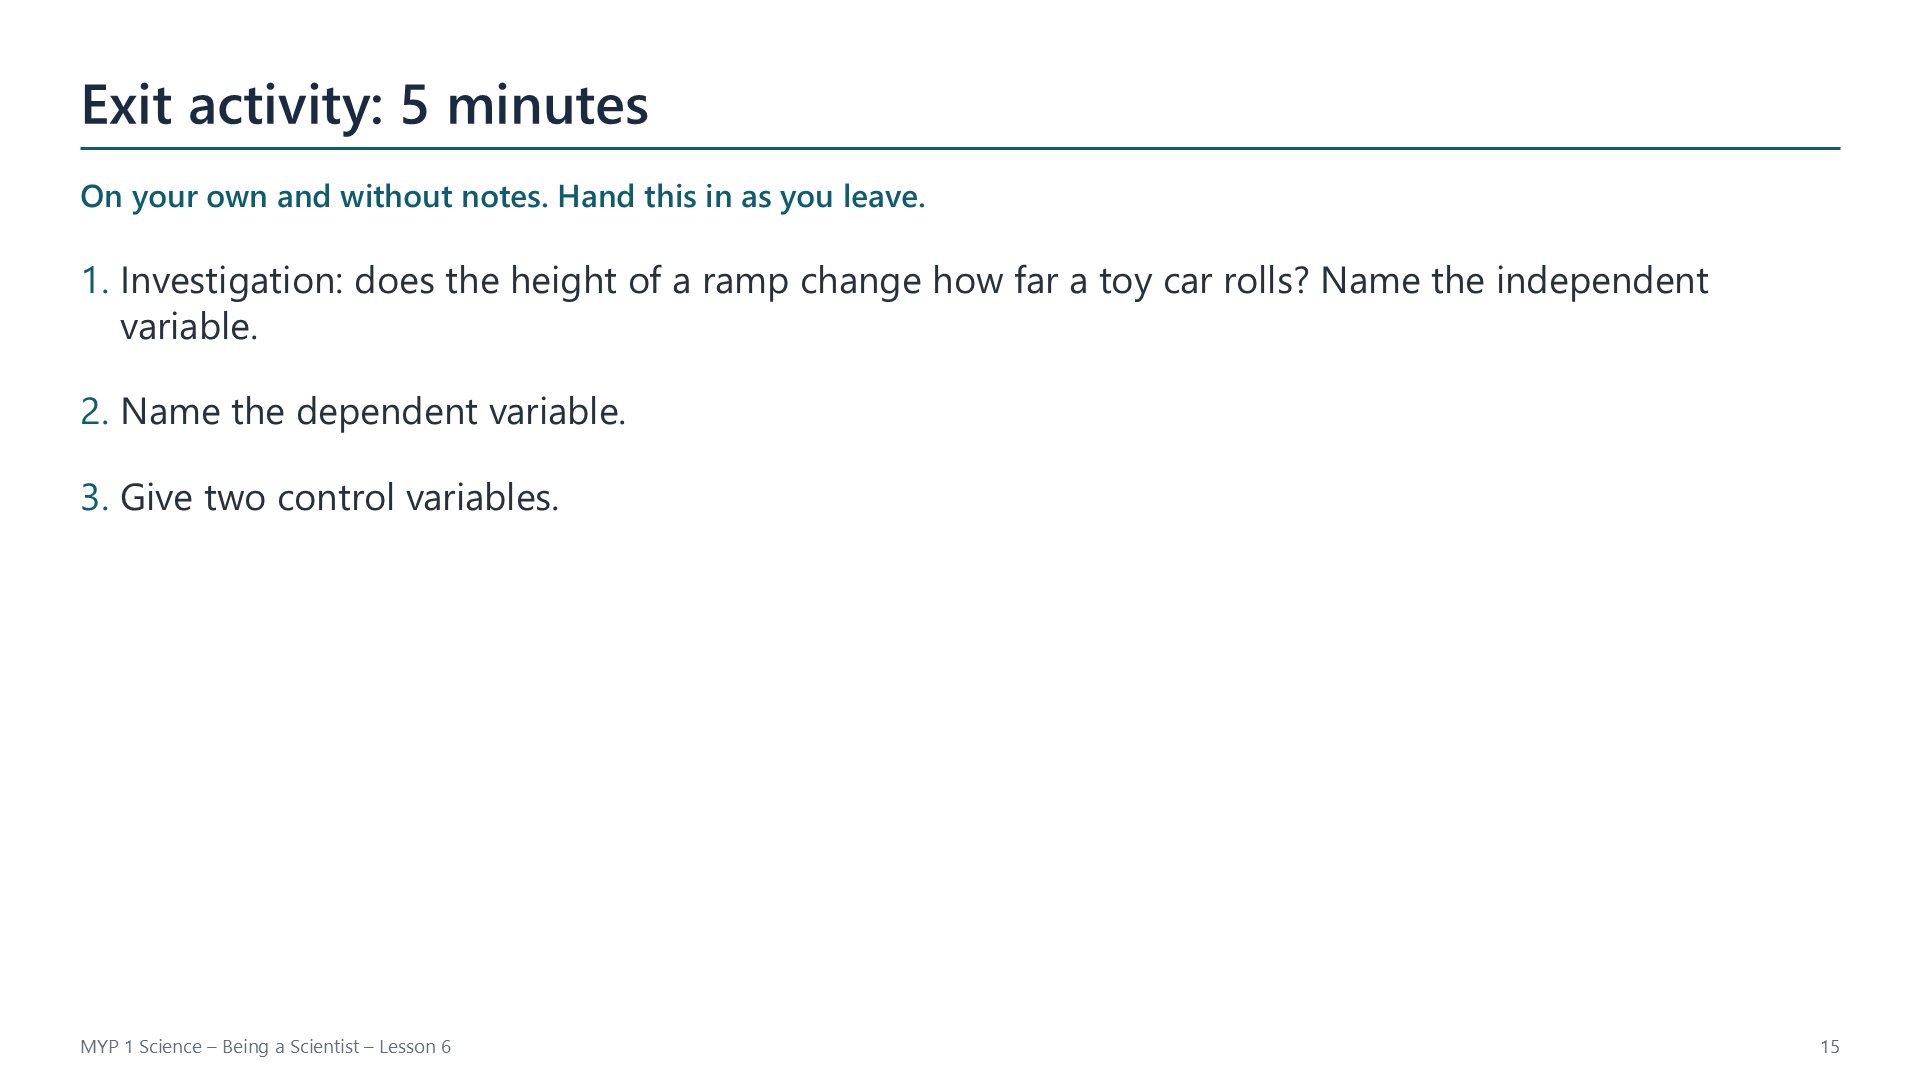 Exit activity: 5 minutes
On your own and without notes. Hand this in as you leave.
1. Investigation: does the height of a ramp change how far a toy car rolls? Name the independent
variable.
2. Name the dependent variable.
3. Give two control variables.
MYP 1 Science – Being a Scientist – Lesson 6
15